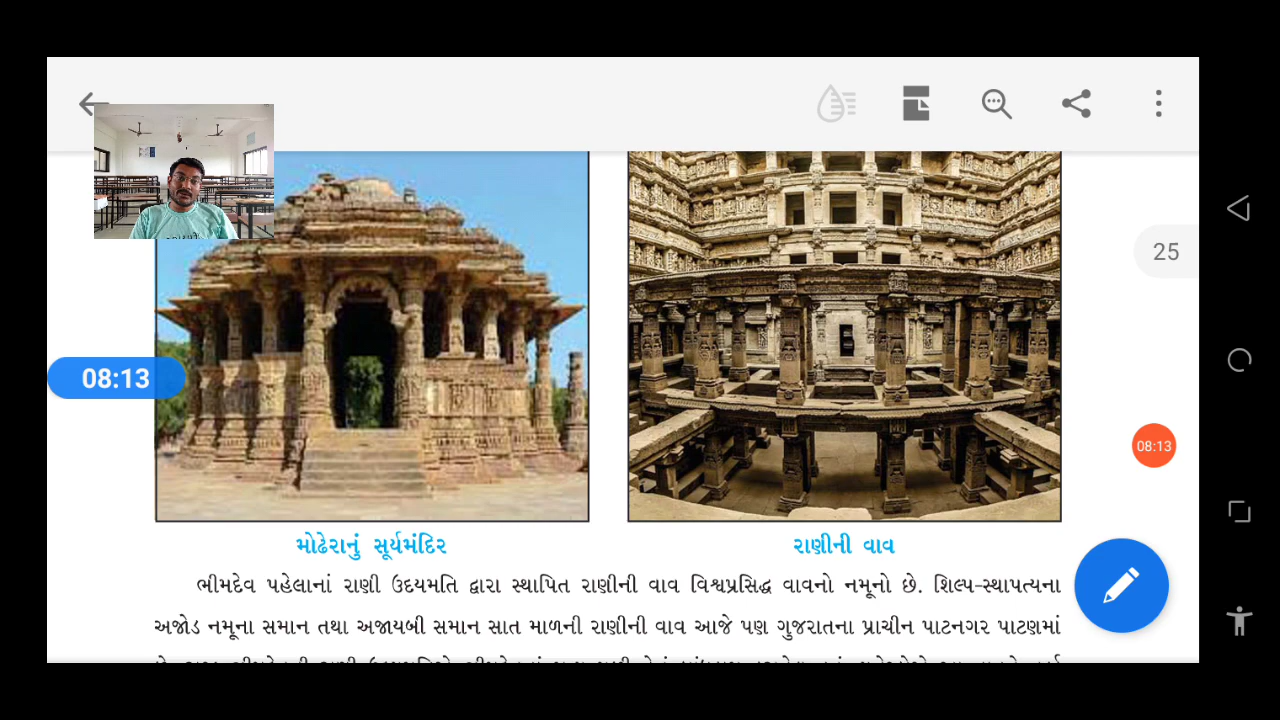 25
08:13
08:13
મોઢેરાનું સૂર્યમંદિર
રાણીની વાવ
ભીમદેવ પહેલાનાં રાણી ઉદયમતિ દ્વારા સ્થાપિત રાણીની વાવ વિશ્વપ્રસિદ્ધ વાવનો નમૂનો છે. શિલ્પ-સ્થાપત્યના
અજોડ નમૂના સમાન તથા અજાયબી સમાન સાત માળની રાણીની વાવ આજે પણ ગુજરાતના પ્રાચીન પાટનગર પાટણમાં